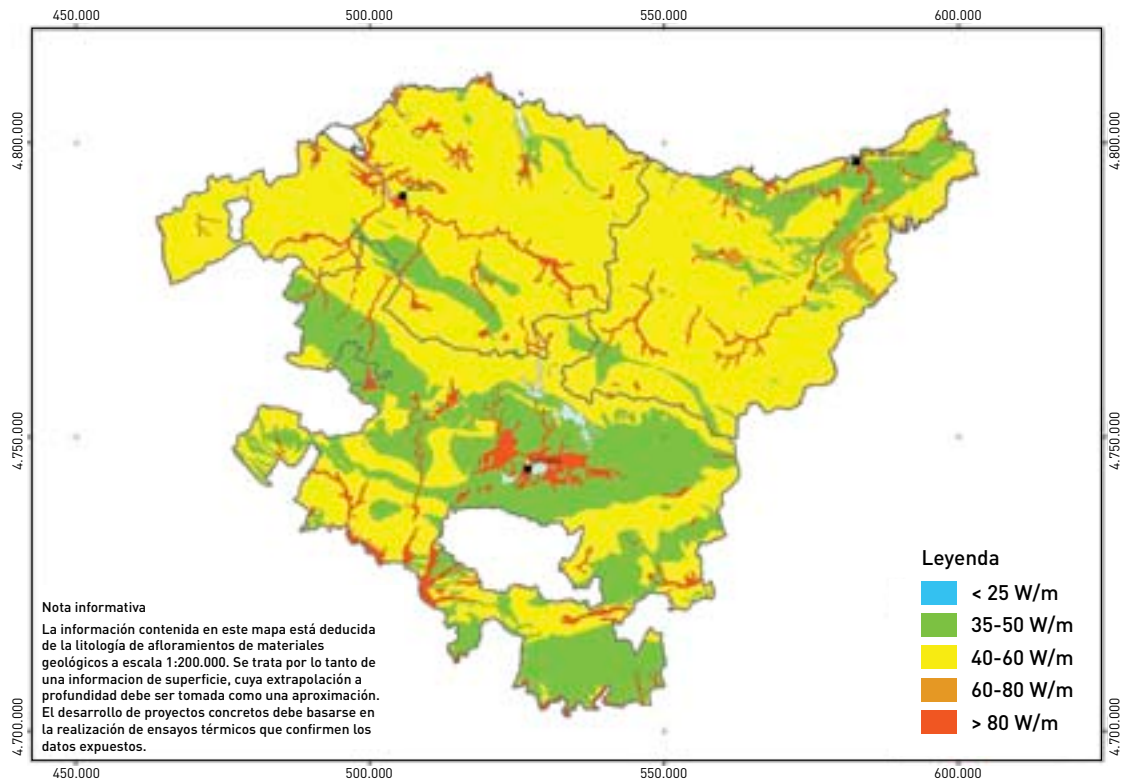 450.000
500.000
550.000
600.000
4.800.000
4.800.000
4.750.000
4.750.000
4.700.000
4.700.000
Leyenda
< 25 W/m
35-50 W/m
40-60 W/m
60-80 W/m
> 80 W/m
Nota informativa
La información contenida en este mapa está deducida
de la litología de afloramientos de materiales
geológicos a escala 1:200.000. Se trata por lo tanto de
una informacion de superficie, cuya extrapolación a
profundidad debe ser tomada como una aproximación.
El desarrollo de proyectos concretos debe basarse en
la realización de ensayos térmicos que confirmen los
datos expuestos.
450.000
500.000
550.000
600.000